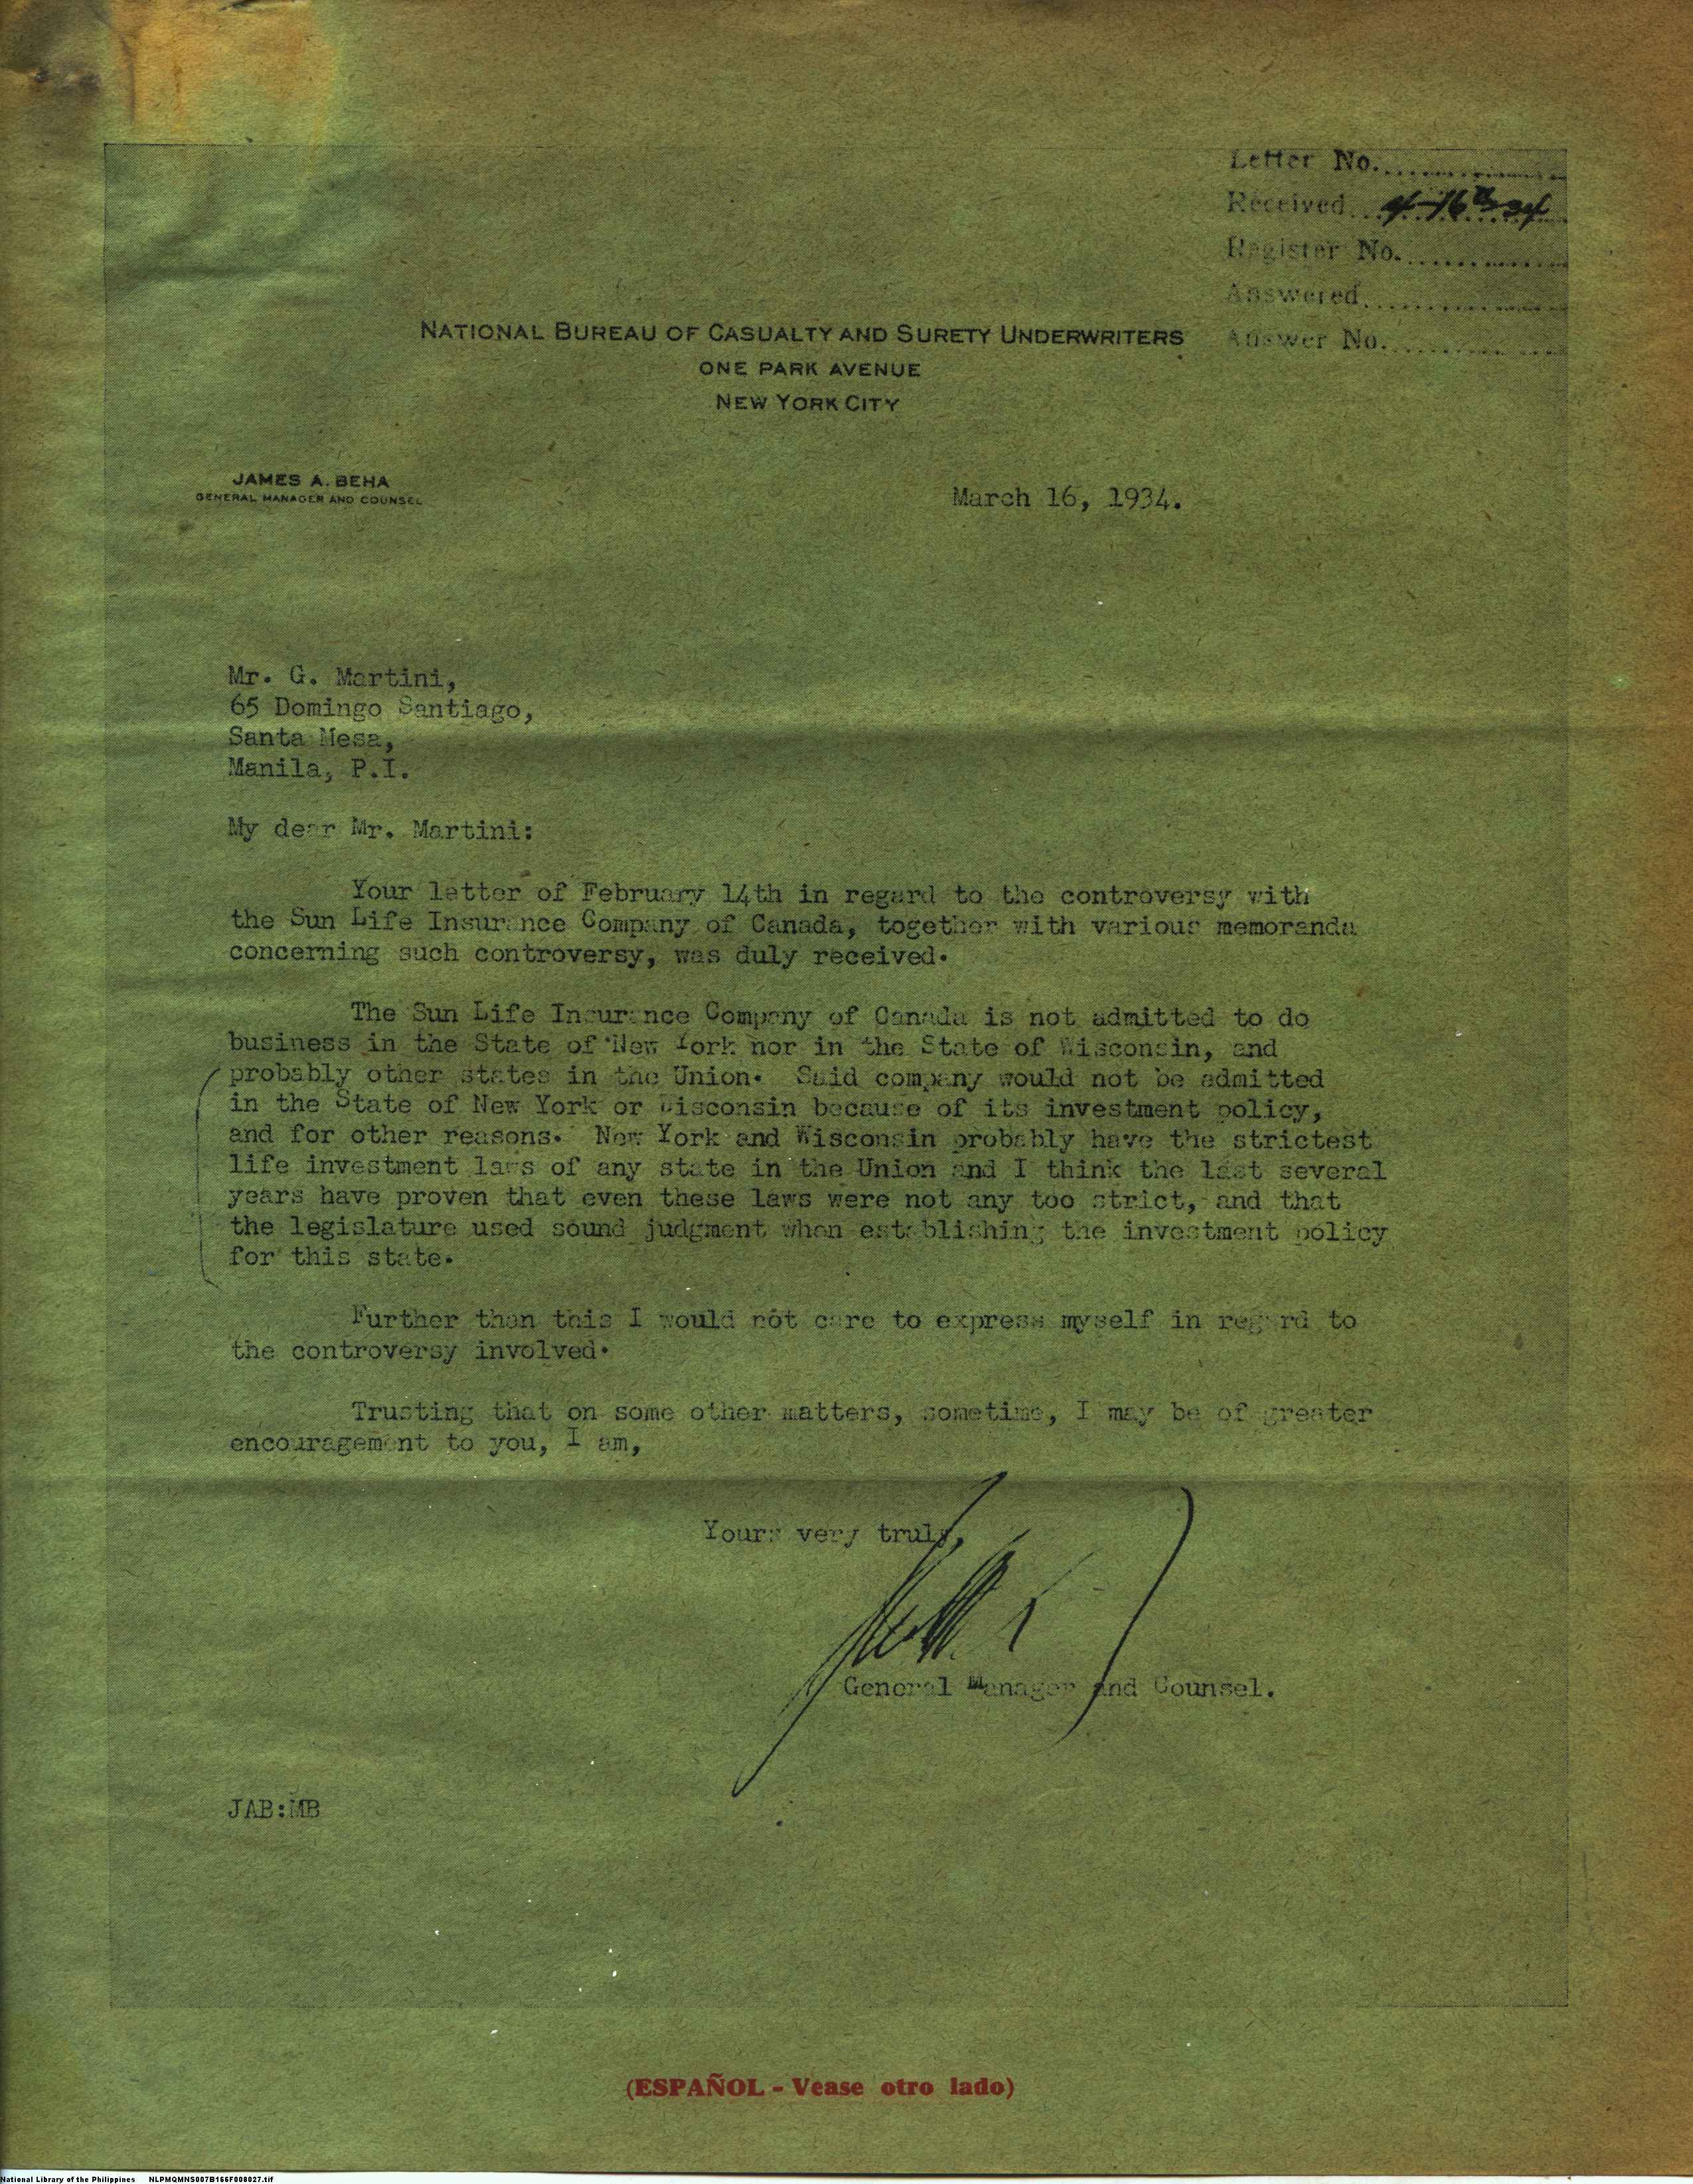 Letter No.
Received 4-16-34
Register No.
Answered
Answer No.
NATIONAL BUREAU OF CASUALTY AND SURETY UNDERWRITERS
ONE PARK AVENUE
NEW YORK CITY
JAMES A. BEHA
GENERAL MANAGER AND COUNSEL
March 16, 1934.
Mr. G. Martini,
65 Domingo Santiago,
Santa Mesa,
Manila, P.I.
My dear Mr. Martini:
Your letter of February 14th in regard to the controversy with
the Sun Life Insurance Company of Canada, together with various memoranda
concerning such controversy, was duly received.
The Sun Life Insurance Company of Canada is not admitted to do
business in the State of New York nor in the State of Wisconsin, and
probably other states in the Union. Said company would not be admitted
in the State of New York or Wisconsin because of its investment policy,
and for other reasons. New York and Wisconsin probably have the strictest
life investment laws of any state in the Union and I think the last several
years have proven that even these laws were not any too strict, and that
the legislature used sound judgment when establishing the investment policy
for this state.
Further than this I would not care to express myself in regard to
the controversy involved.
Trusting that on some other matters, sometime, I may be of greater
encouragement to you, I am,
Yours very truly,
General Manager and Counsel.
JAB:MB
(ESPAÑOL - Vease otro lado)
National Library of the Philippines NLPMQMNS007B166F008027.tif